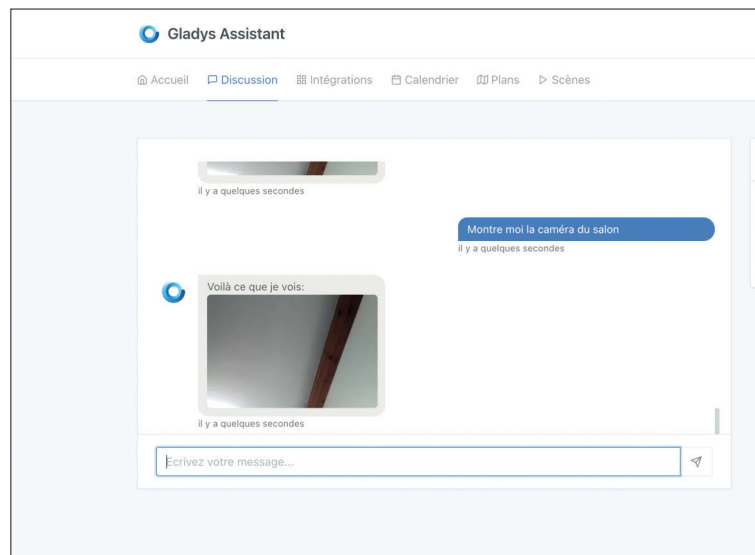 Gladys Assistant
Accueil Discussion Intégrations Calendrier Plans Scènes
il y a quelques secondes
Montre moi la caméra du salon
il y a quelques secondes
Voilà ce que je vois:
il y a quelques secondes
Ecrivez votre message...